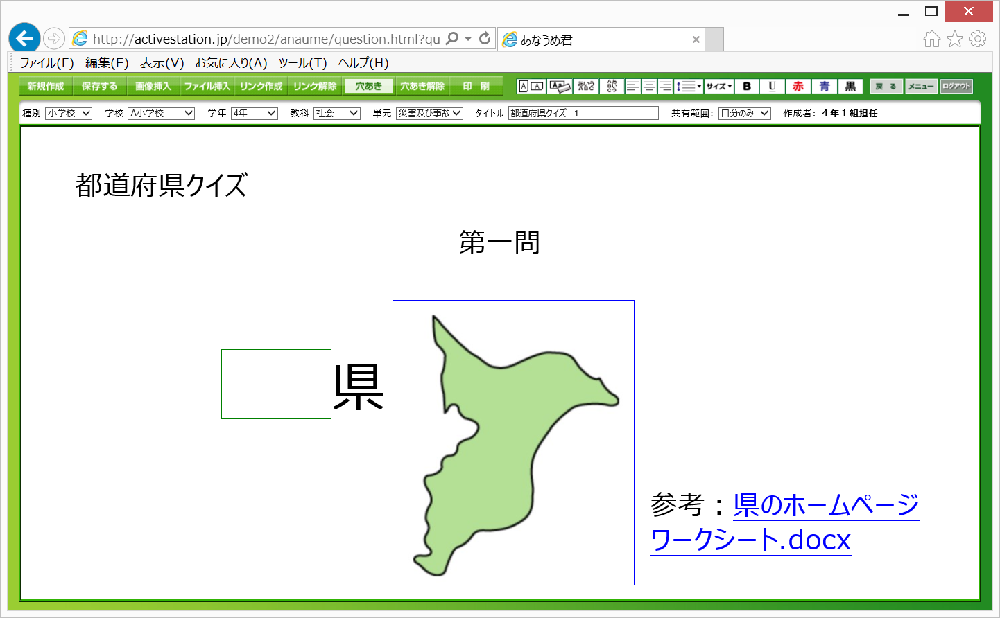 http://activestation.jp/demo2/anaume/question.html?qu
あなうめ君
ファイル(F) 編集(E) 表示(V) お気に入り(A) ツール(T) ヘルプ(H)
新規作成 保存する 画像挿入 ファイル挿入 リンク作成 リンク解除 穴あき 穴あき解除 印 刷 A A Aa あいう ABC サイズ B U 赤 青 黒 戻 る メニュー ログアウト
種別 小学校 学校 A小学校 学年 4年 教科 社会 単元 災害及び事故 タイトル 都道府県クイズ 1 共有範囲: 自分のみ 作成者: 4年1組担任
都道府県クイズ
第一問
県
参考：県のホームページ
ワークシート.docx